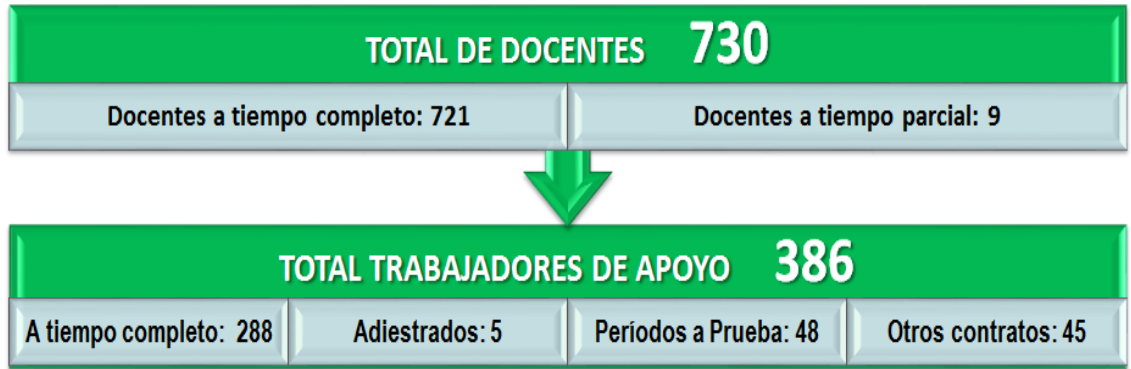 TOTAL DE DOCENTES 730
Docentes a tiempo completo: 721
Docentes a tiempo parcial: 9
TOTAL TRABAJADORES DE APOYO 386
A tiempo completo: 288
Adiestrados: 5
Períodos a Prueba: 48
Otros contratos: 45